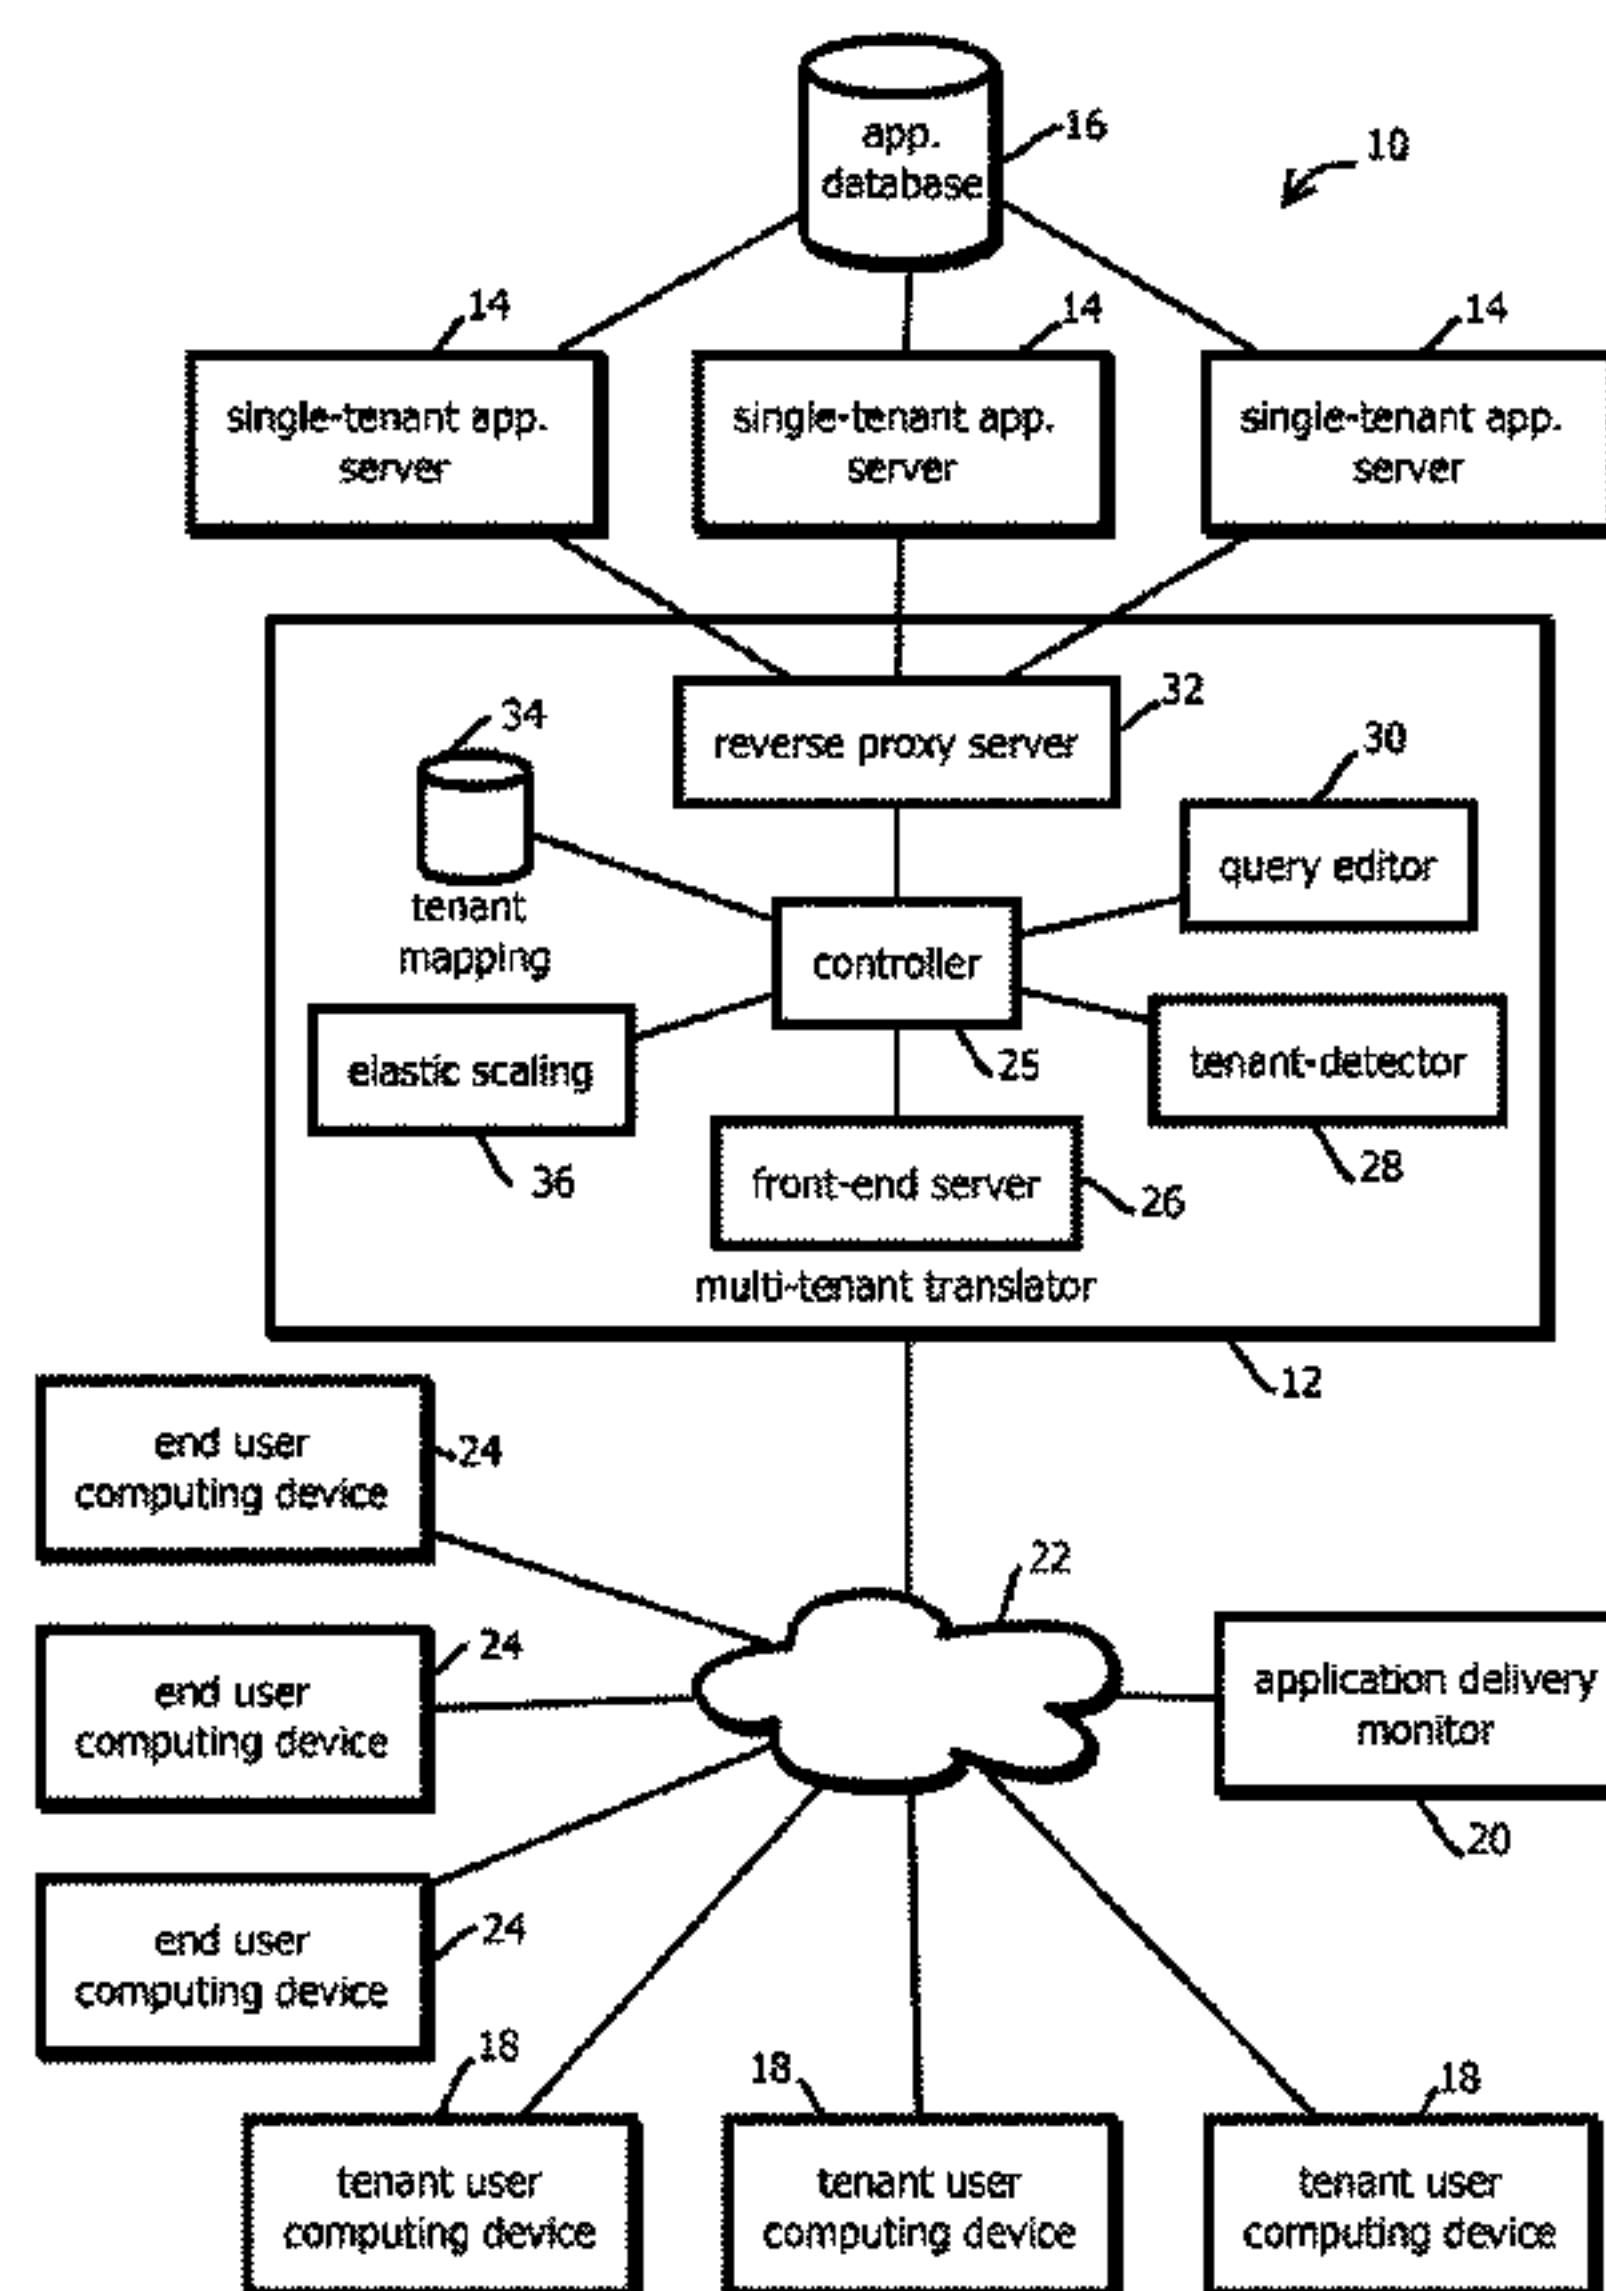 app.
database
16
10
14
14
14
single-tenant app.
server
single-tenant app.
server
single-tenant app.
server
32
34
reverse proxy server
30
query editor
tenant
mapping
controller
elastic scaling
25
tenant-detector
36
front-end server
26
28
multi-tenant translator
12
end user
computing device
24
22
end user
computing device
24
application delivery
monitor
20
end user
computing device
24
18
18
18
tenant user
computing device
tenant user
computing device
tenant user
computing device